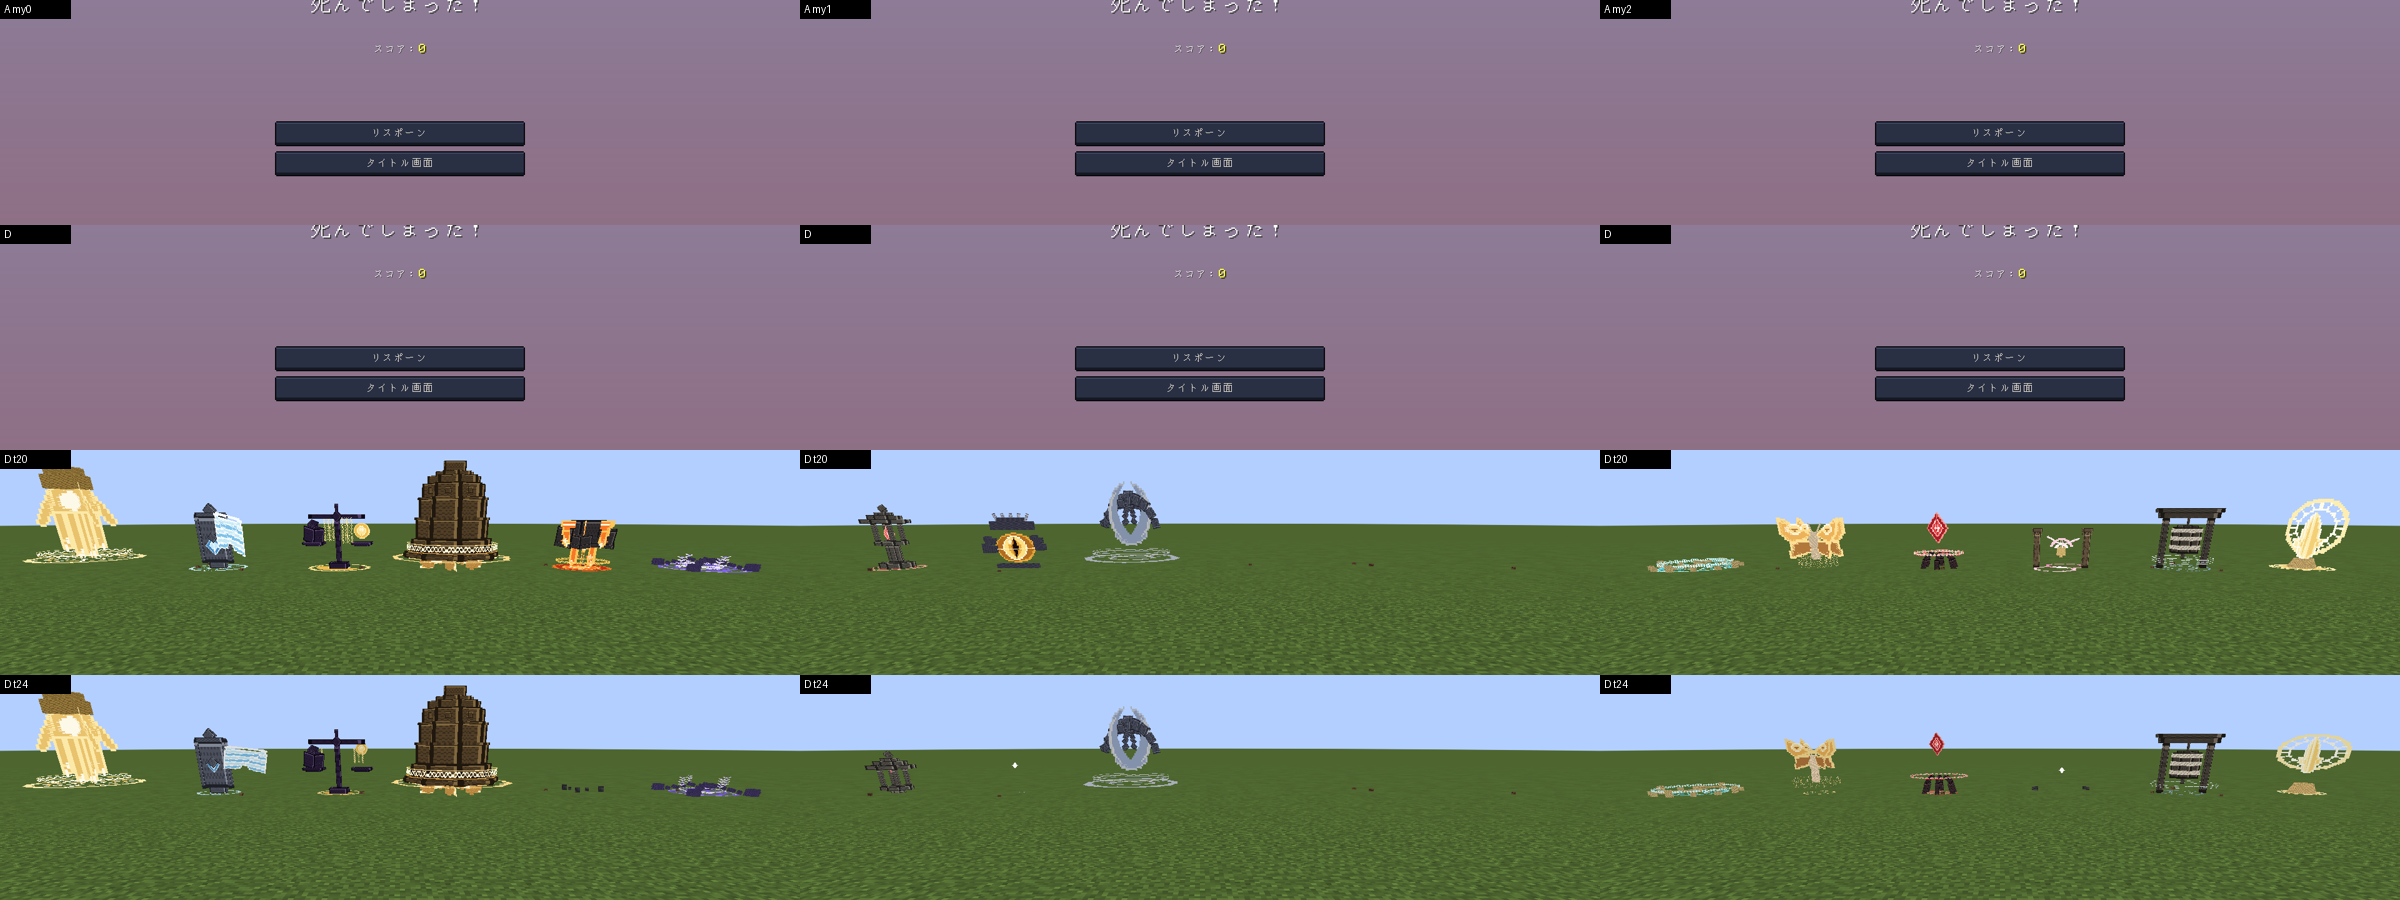 Amy0
死んでしまった!
スコア: 0
リスポーン
タイトル画面
Amy1
死んでしまった!
スコア: 0
リスポーン
タイトル画面
Amy2
死んでしまった!
スコア: 0
リスポーン
タイトル画面
D
死んでしまった!
スコア: 0
リスポーン
タイトル画面
D
死んでしまった!
スコア: 0
リスポーン
タイトル画面
D
死んでしまった!
スコア: 0
リスポーン
タイトル画面
Dt20
Dt20
Dt20
Dt24
Dt24
Dt24